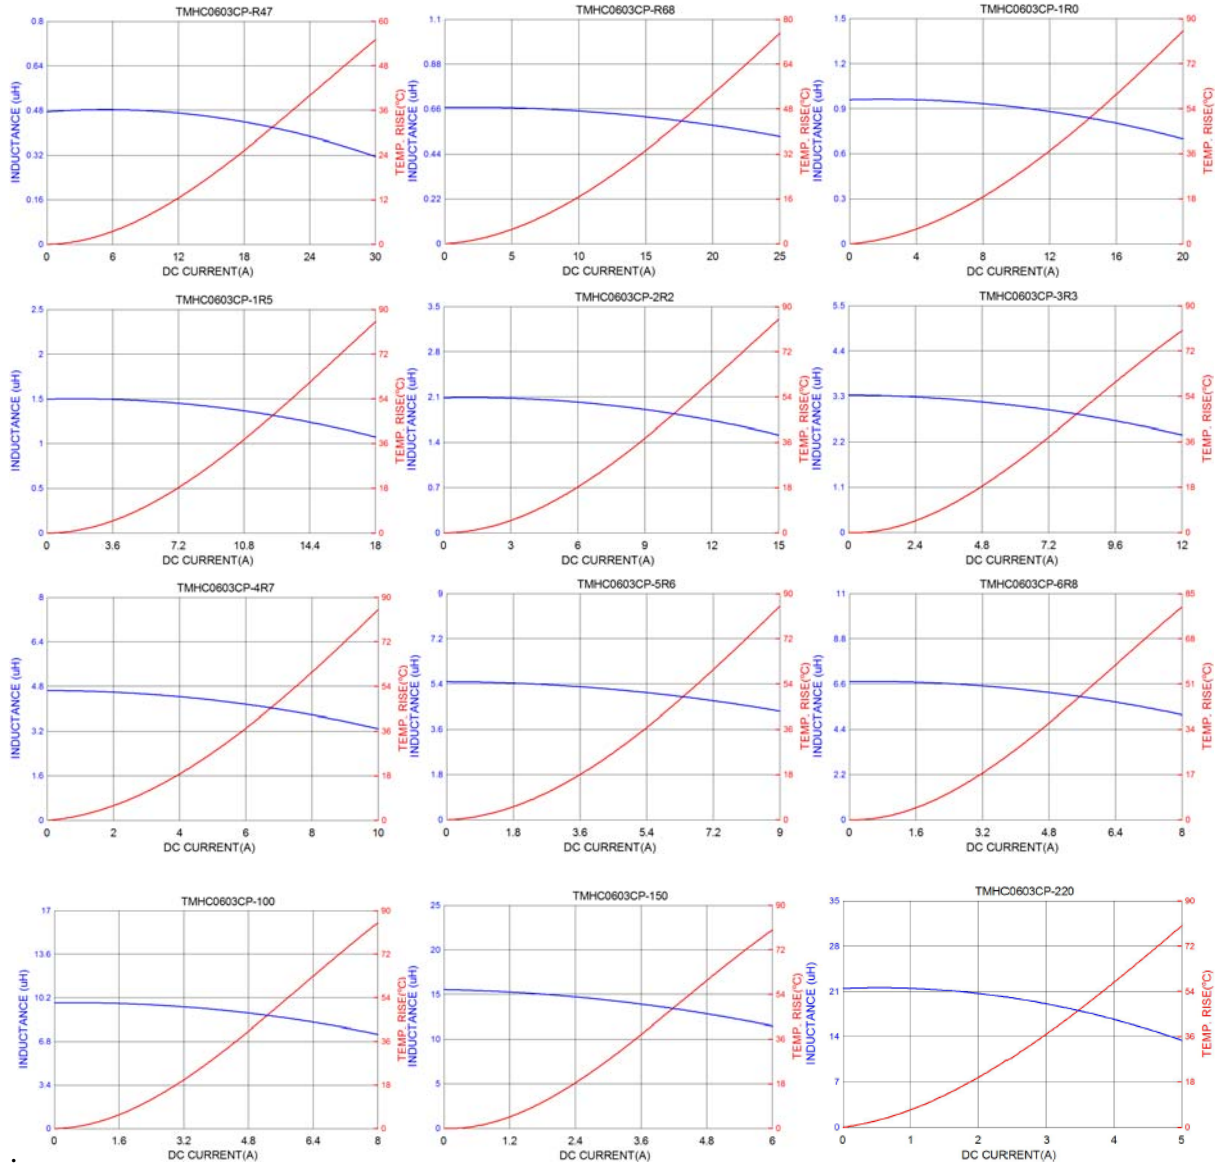 TMHC0603CP-R47
0.8
0.64
0.48
0.32
0.16
0
60
48
36
24
12
0
0 6 12 18 24 30
INDUCTANCE (uH)
TEMP. RISE(ºC)
DC CURRENT(A)
TMHC0603CP-R68
1.1
0.88
0.66
0.44
0.22
0
80
64
48
32
16
0
0 5 10 15 20 25
INDUCTANCE (uH)
TEMP. RISE(ºC)
DC CURRENT(A)
TMHC0603CP-1R0
1.5
1.2
0.9
0.6
0.3
0
90
72
54
36
18
0
0 4 8 12 16 20
INDUCTANCE (uH)
TEMP. RISE(ºC)
DC CURRENT(A)
TMHC0603CP-1R5
2.5
2
1.5
1
0.5
0
90
72
54
36
18
0
0 3.6 7.2 10.8 14.4 18
INDUCTANCE (uH)
TEMP. RISE(ºC)
DC CURRENT(A)
TMHC0603CP-2R2
3.5
2.8
2.1
1.4
0.7
0
90
72
54
36
18
0
0 3 6 9 12 15
INDUCTANCE (uH)
TEMP. RISE(ºC)
DC CURRENT(A)
TMHC0603CP-3R3
5.5
4.4
3.3
2.2
1.1
0
90
72
54
36
18
0
0 2.4 4.8 7.2 9.6 12
INDUCTANCE (uH)
TEMP. RISE(ºC)
DC CURRENT(A)
TMHC0603CP-4R7
8
6.4
4.8
3.2
1.6
0
90
72
54
36
18
0
0 2 4 6 8 10
INDUCTANCE (uH)
TEMP. RISE(ºC)
DC CURRENT(A)
TMHC0603CP-5R6
9
7.2
5.4
3.6
1.8
0
90
72
54
36
18
0
0 1.8 3.6 5.4 7.2 9
INDUCTANCE (uH)
TEMP. RISE(ºC)
DC CURRENT(A)
TMHC0603CP-6R8
11
8.8
6.6
4.4
2.2
0
85
68
51
34
17
0
0 1.6 3.2 4.8 6.4 8
INDUCTANCE (uH)
TEMP. RISE(ºC)
DC CURRENT(A)
TMHC0603CP-100
17
13.6
10.2
6.8
3.4
0
90
72
54
36
18
0
0 1.6 3.2 4.8 6.4 8
INDUCTANCE (uH)
TEMP. RISE(ºC)
DC CURRENT(A)
TMHC0603CP-150
25
20
15
10
5
0
90
72
54
36
18
0
0 1.2 2.4 3.6 4.8 6
INDUCTANCE (uH)
TEMP. RISE(ºC)
DC CURRENT(A)
TMHC0603CP-220
35
28
21
14
7
0
90
72
54
36
18
0
0 1 2 3 4 5
INDUCTANCE (uH)
TEMP. RISE(ºC)
DC CURRENT(A)
.